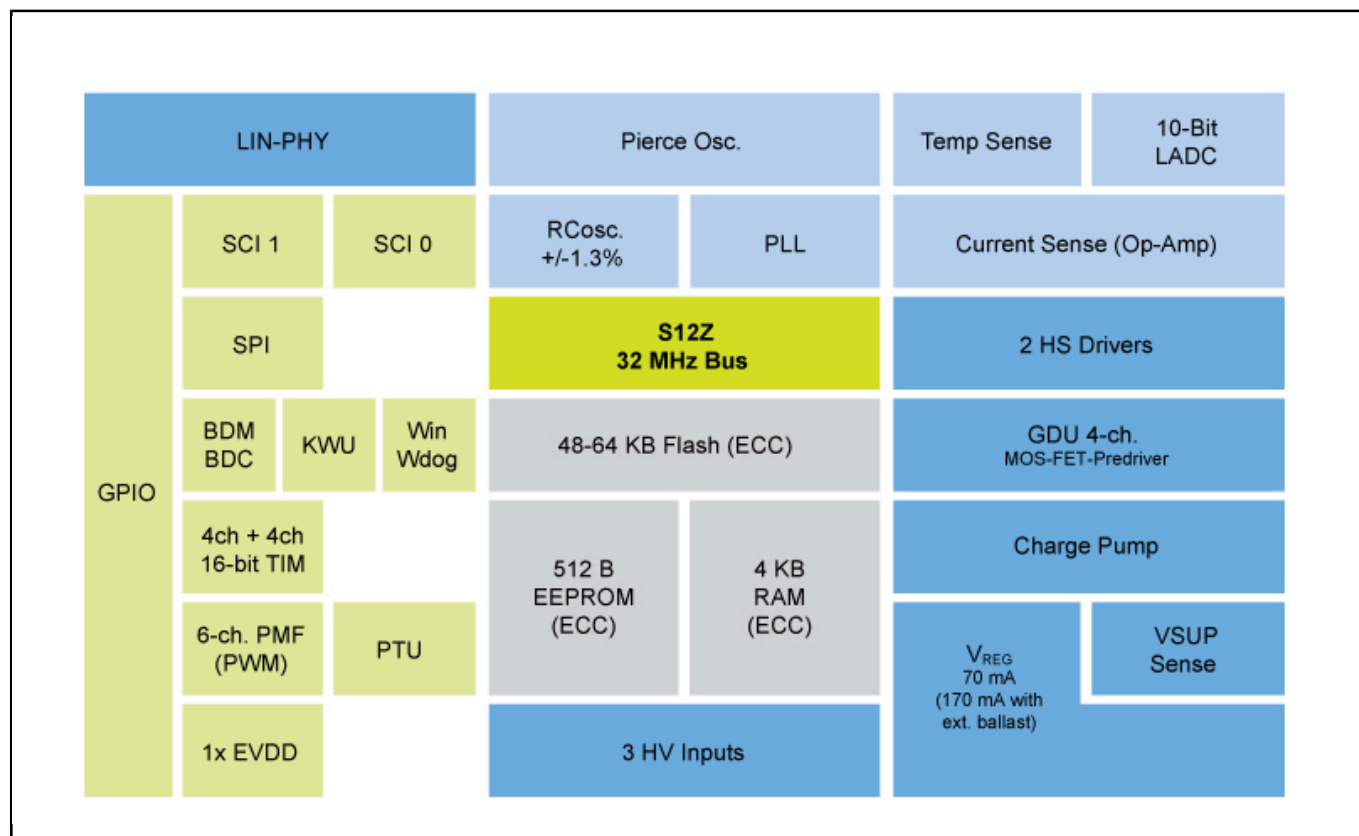 LIN-PHY
Pierce Osc.
Temp Sense
10-Bit
LADC
GPIO
SCI 1
SCI 0
RCosc.
+/-1.3%
PLL
Current Sense (Op-Amp)
SPI
S12Z
32 MHz Bus
2 HS Drivers
BDM
BDC
KWU
Win
Wdog
48-64 KB Flash (ECC)
GDU 4-ch.
MOS-FET-Predriver
4ch + 4ch
16-bit TIM
512 B
EEPROM
(ECC)
4 KB
RAM
(ECC)
Charge Pump
6-ch. PMF
(PWM)
PTU
VREG
70 mA
(170 mA with
ext. ballast)
VSUP
Sense
1x EVDD
3 HV Inputs